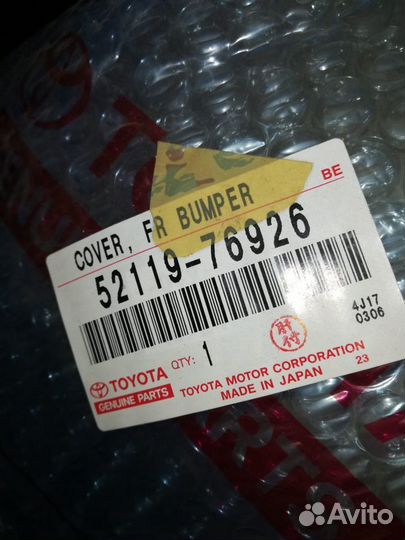 BE
COVER, FR BUMPER
52119-76926
4J17
0306
TOYOTA
GENUINE PARTS
QTY: 1
TOYOTA MOTOR CORPORATION
MADE IN JAPAN 23
Avito